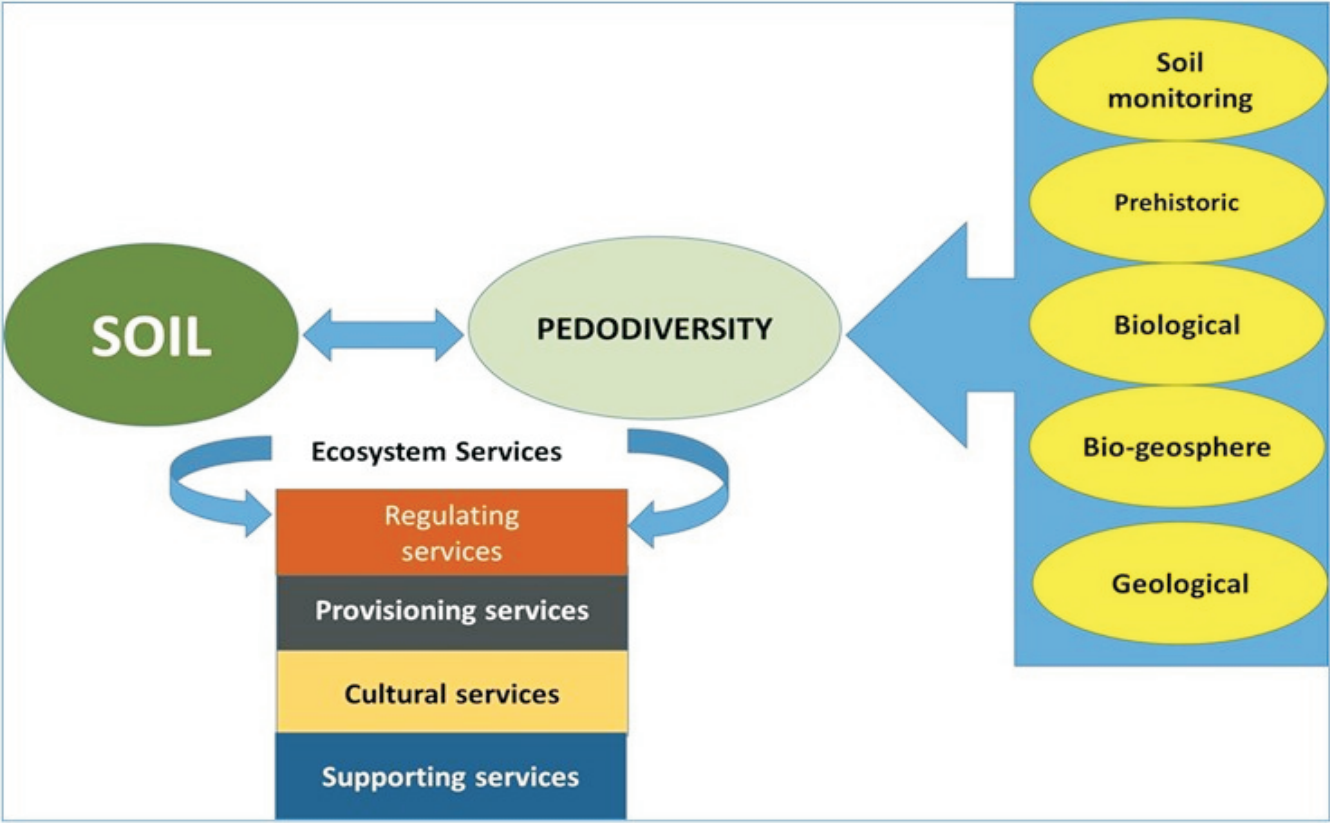 Soil
monitoring
Prehistoric
Biological
Bio-geosphere
Geological
SOIL
PEDODIVERSITY
Ecosystem Services
Regulating
services
Provisioning services
Cultural services
Supporting services